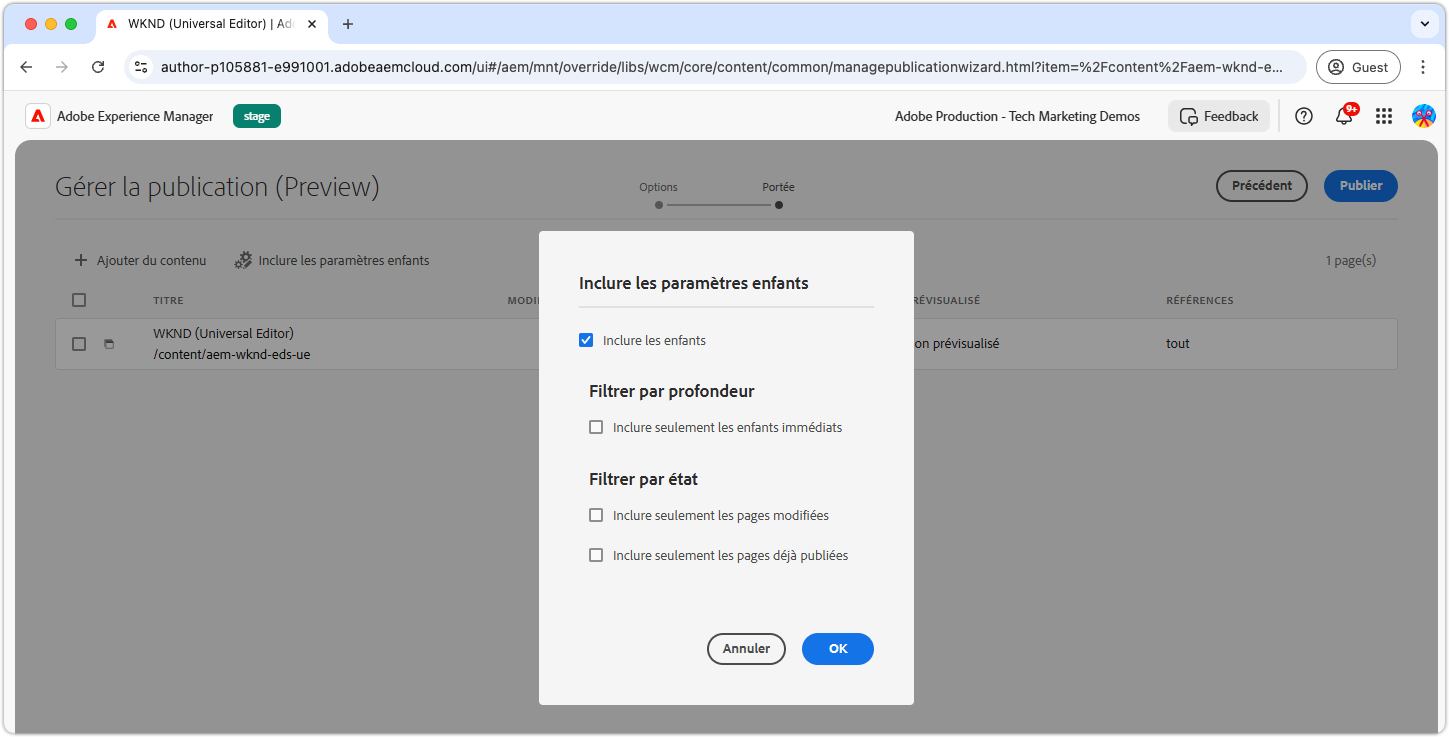 WKND (Universal Editor) | Ad
author-p105881-e991001.adobeaemcloud.com/ui#/aem/mnt/override/libs/wcm/core/content/common/managepublicationwizard.html?item=%2Fcontent%2Faem-wknd-e...
Guest
Adobe Experience Manager
stage
Adobe Production - Tech Marketing Demos
Feedback
9+
Gérer la publication (Preview)
Options
Portée
Précédent
Publier
Ajouter du contenu
Inclure les paramètres enfants
1 page(s)
TITRE
MODI
RÉVISUALISÉ
RÉFÉRENCES
WKND (Universal Editor)
/content/aem-wknd-eds-ue
on prévisualisé
tout
Inclure les paramètres enfants
Inclure les enfants
Filtrer par profondeur
Inclure seulement les enfants immédiats
Filtrer par état
Inclure seulement les pages modifiées
Inclure seulement les pages déjà publiées
Annuler
OK